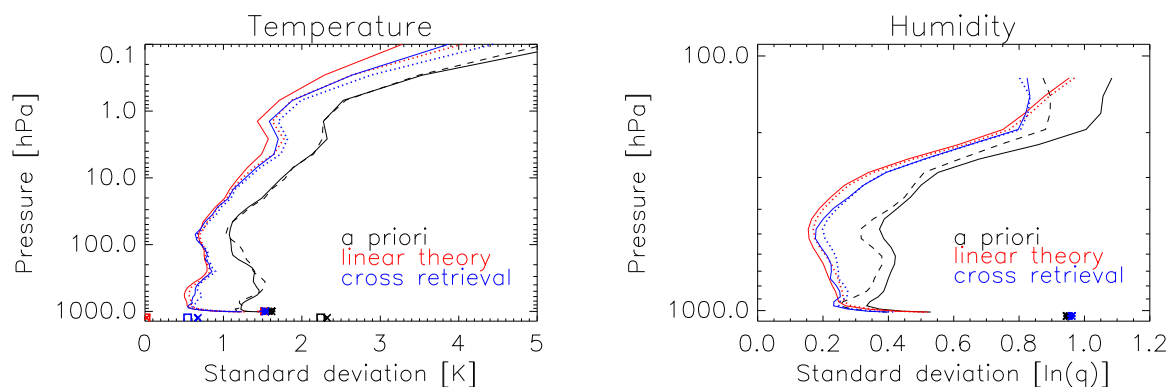 Temperature
0.1
1.0
10.0
100.0
1000.0
Pressure [hPa]
a priori
linear theory
cross retrieval
0 1 2 3 4 5
Standard deviation [K]
Humidity
100.0
1000.0
Pressure [hPa]
a priori
linear theory
cross retrieval
0.0 0.2 0.4 0.6 0.8 1.0 1.2
Standard deviation [ln(q)]